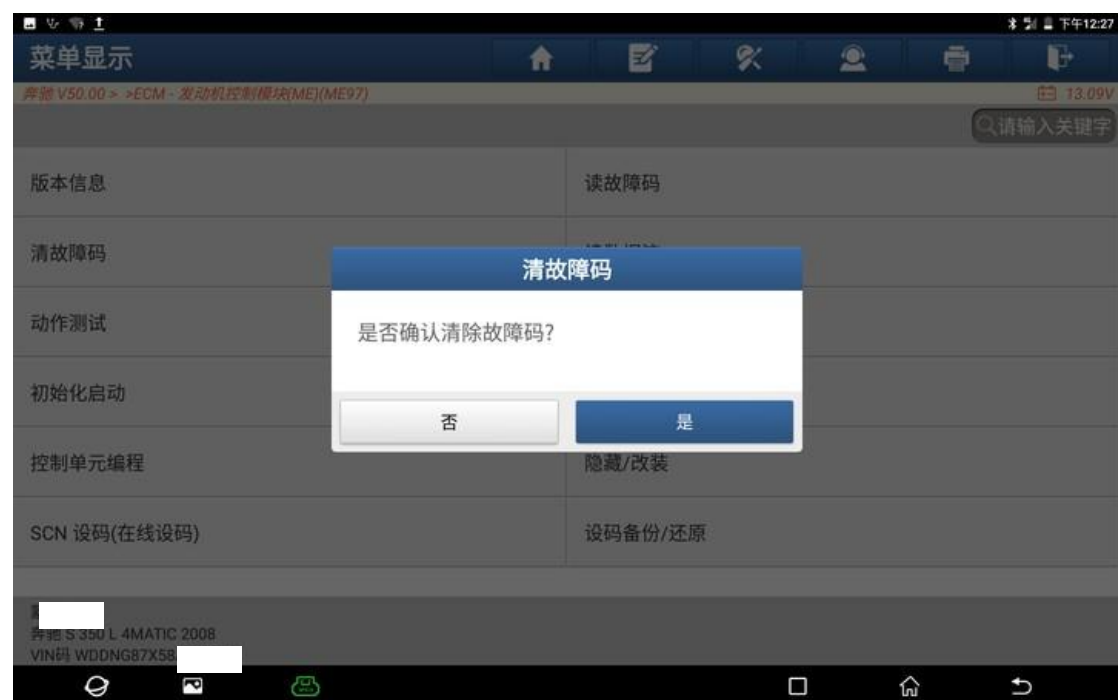 下午12:27
菜单显示
奔驰 V50.00 > >ECM - 发动机控制模块(ME)(ME97)
13.09V
请输入关键字
版本信息
读故障码
清故障码
清故障码
动作测试
是否确认清除故障码?
初始化启动
否
是
控制单元编程
隐藏/改装
SCN 设码(在线设码)
设码备份/还原
奔驰 S 350 L 4MATIC 2008
VIN码 WDDNG87X58